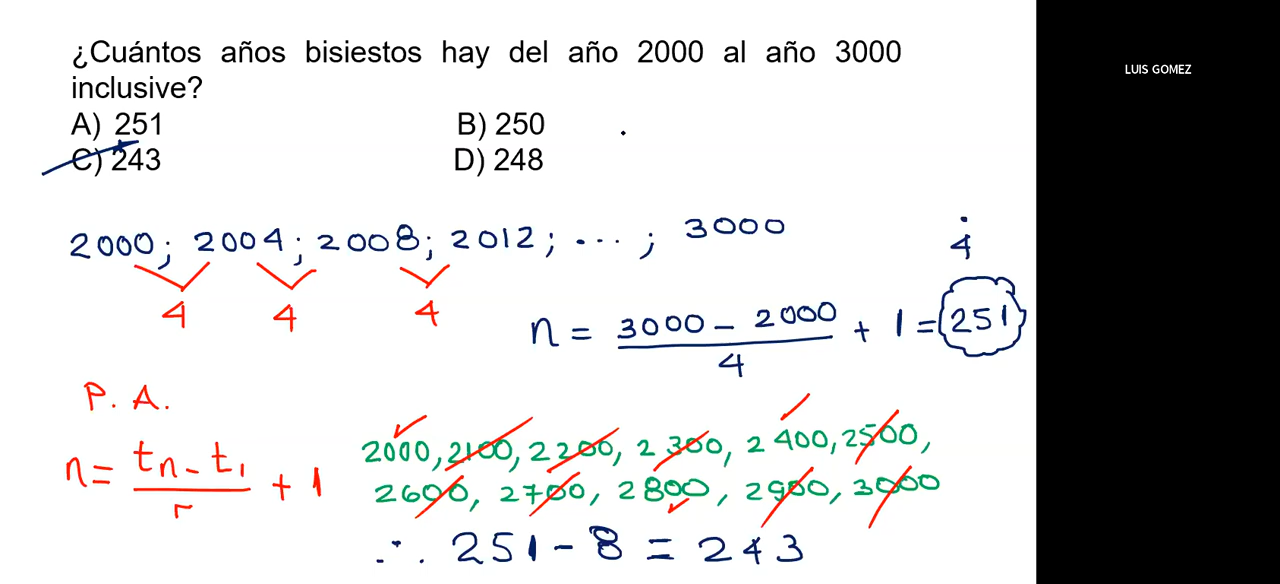 ¿Cuántos años bisiestos hay del año 2000 al año 3000
inclusive?
A) 251 B) 250
C) 243 D) 248
LUIS GOMEZ
2000; 2004; 2008; 2012; ...; 3000
4 4 4
4̇
n = (3000 - 2000)/4 + 1 = 251
P. A.
n = (tn - t1)/r + 1
2000, 2100, 2200, 2300, 2400, 2500,
2600, 2700, 2800, 2900, 3000
∴ 251 - 8 = 243